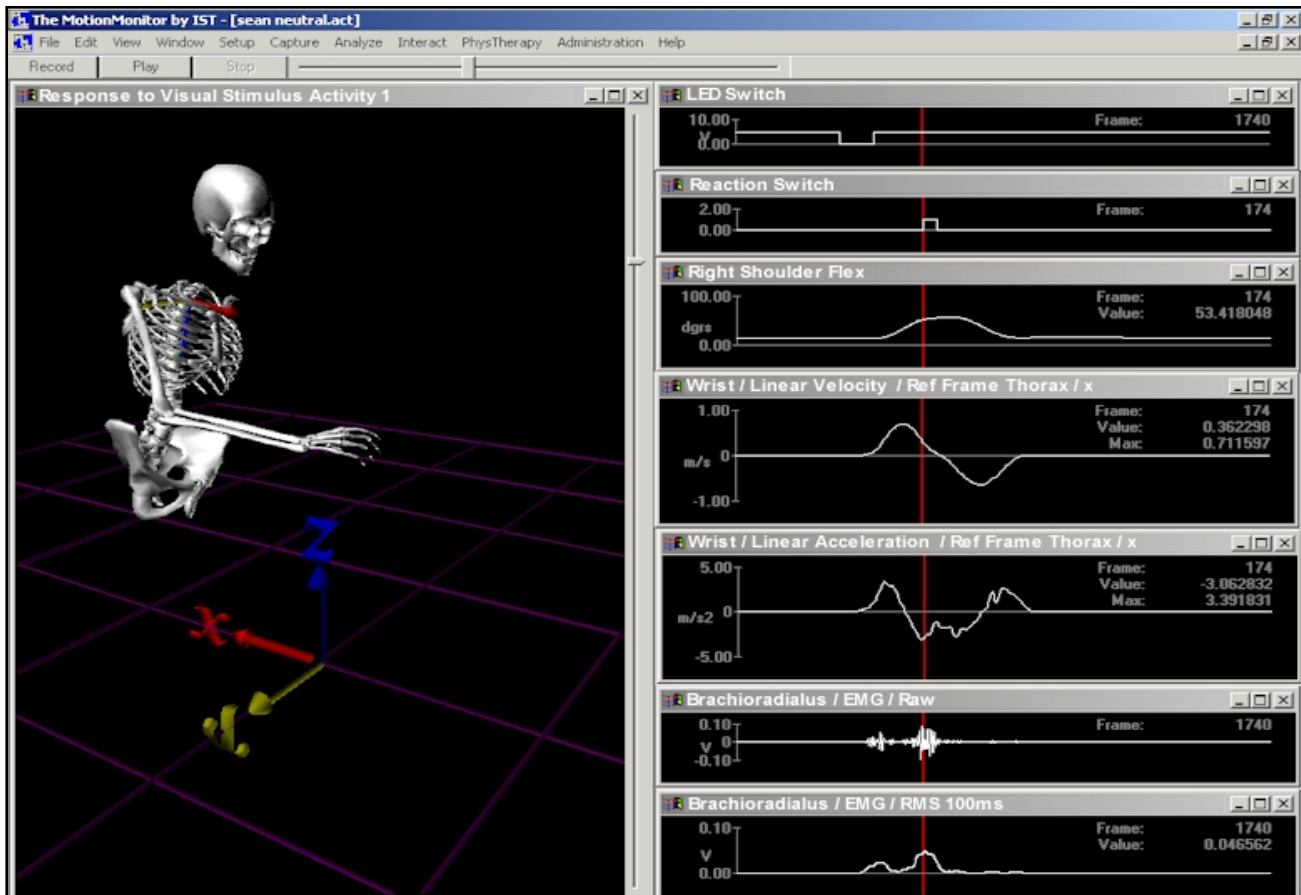 The MotionMonitor by IST - [sean neutral.act]
File Edit View Window Setup Capture Analyze Interact PhysTherapy Administration Help
Record Play Stop
Response to Visual Stimulus Activity 1
Z
X
Y
LED Switch
10.00
V
0.00
Frame: 1740
Reaction Switch
2.00
0.00
Frame: 174
Right Shoulder Flex
100.00
dgrs
0.00
Frame: 174
Value: 53.418048
Wrist / Linear Velocity / Ref Frame Thorax / x
1.00
0
m/s
-1.00
Frame: 174
Value: 0.362298
Max: 0.711597
Wrist / Linear Acceleration / Ref Frame Thorax / x
5.00
m/s2 0
-5.00
Frame: 174
Value: -3.062832
Max: 3.391831
Brachioradialus / EMG / Raw
0.10
0
V
-0.10
Frame: 1740
Brachioradialus / EMG / RMS 100ms
0.10
V
0.00
Frame: 1740
Value: 0.046562